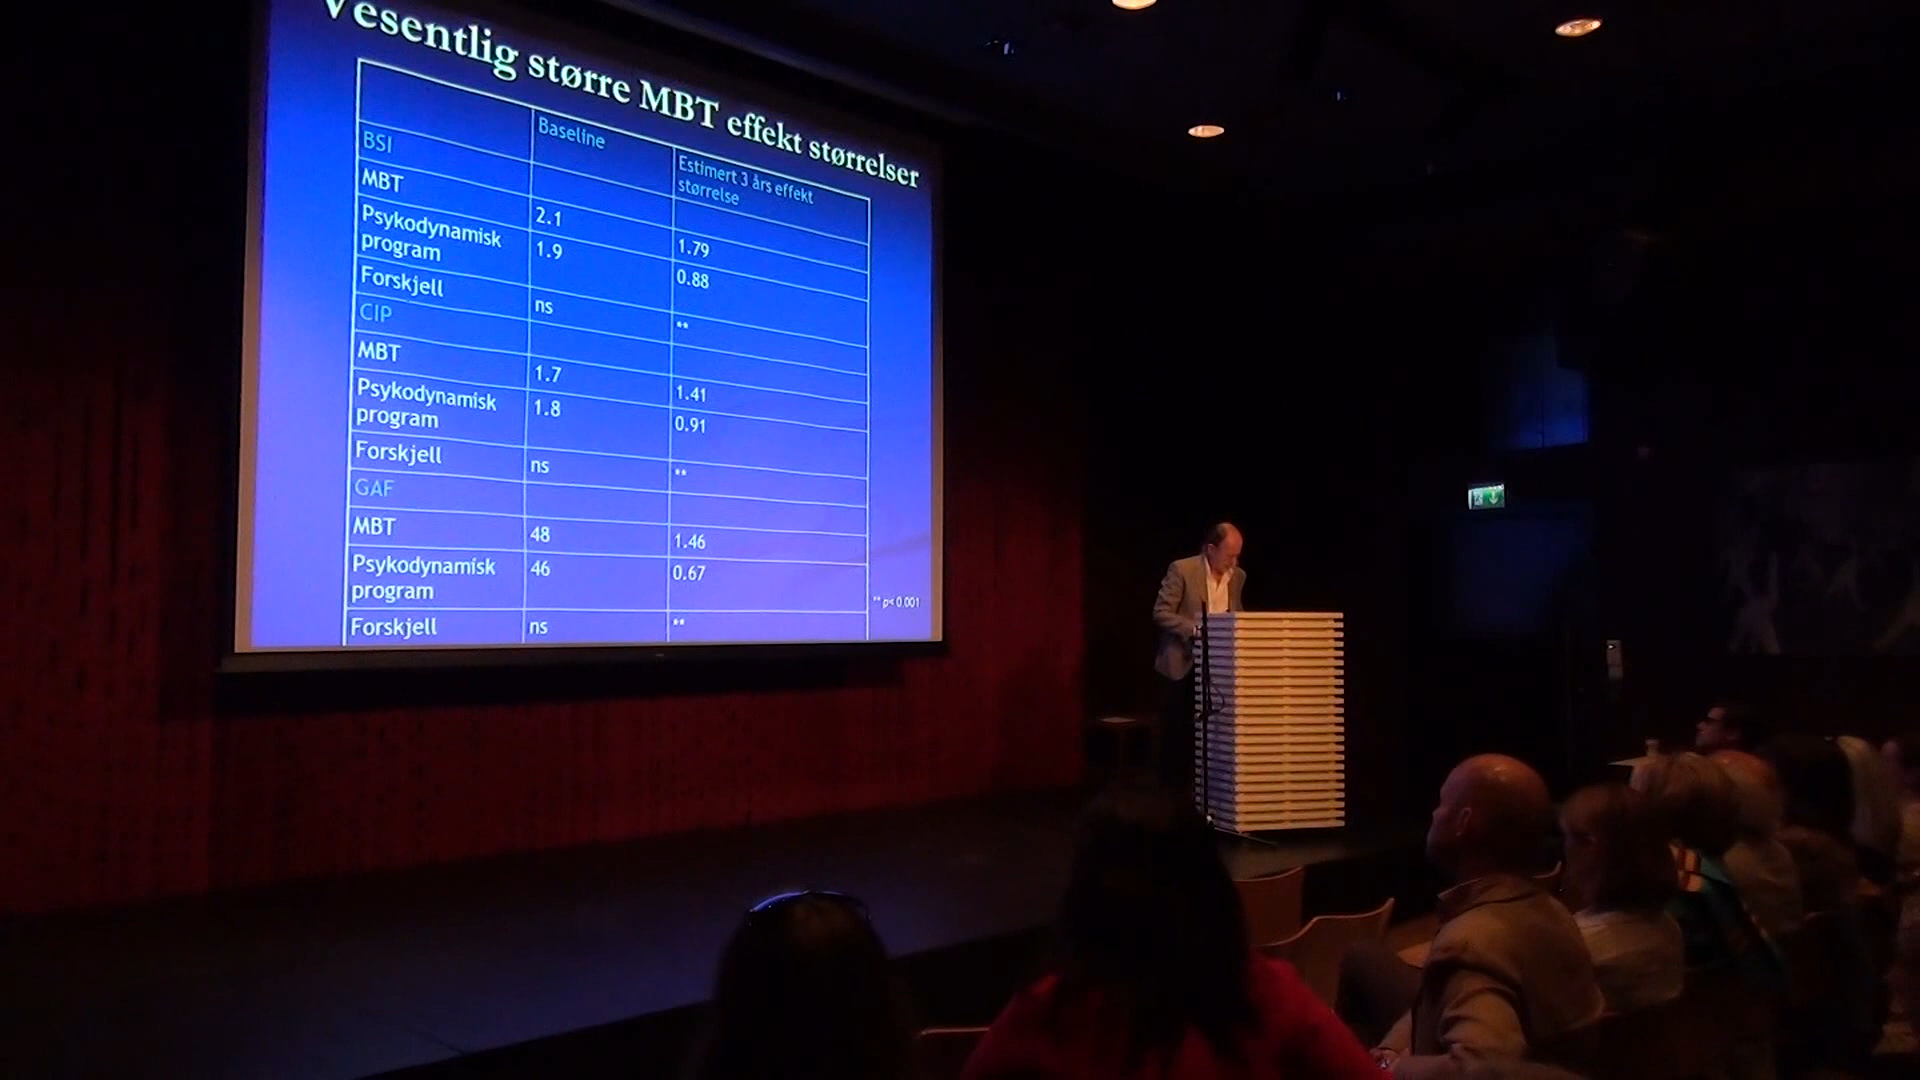 Vesentlig større MBT effekt størrelser
Baseline
Estimert 3 års effekt
størrelse
BSI
MBT
2.1
1.79
Psykodynamisk
program
1.9
0.88
Forskjell
ns
**
CIP
MBT
1.7
1.41
Psykodynamisk
program
1.8
0.91
Forskjell
ns
**
GAF
MBT
48
1.46
Psykodynamisk
program
46
0.67
Forskjell
ns
**
** p< 0.001